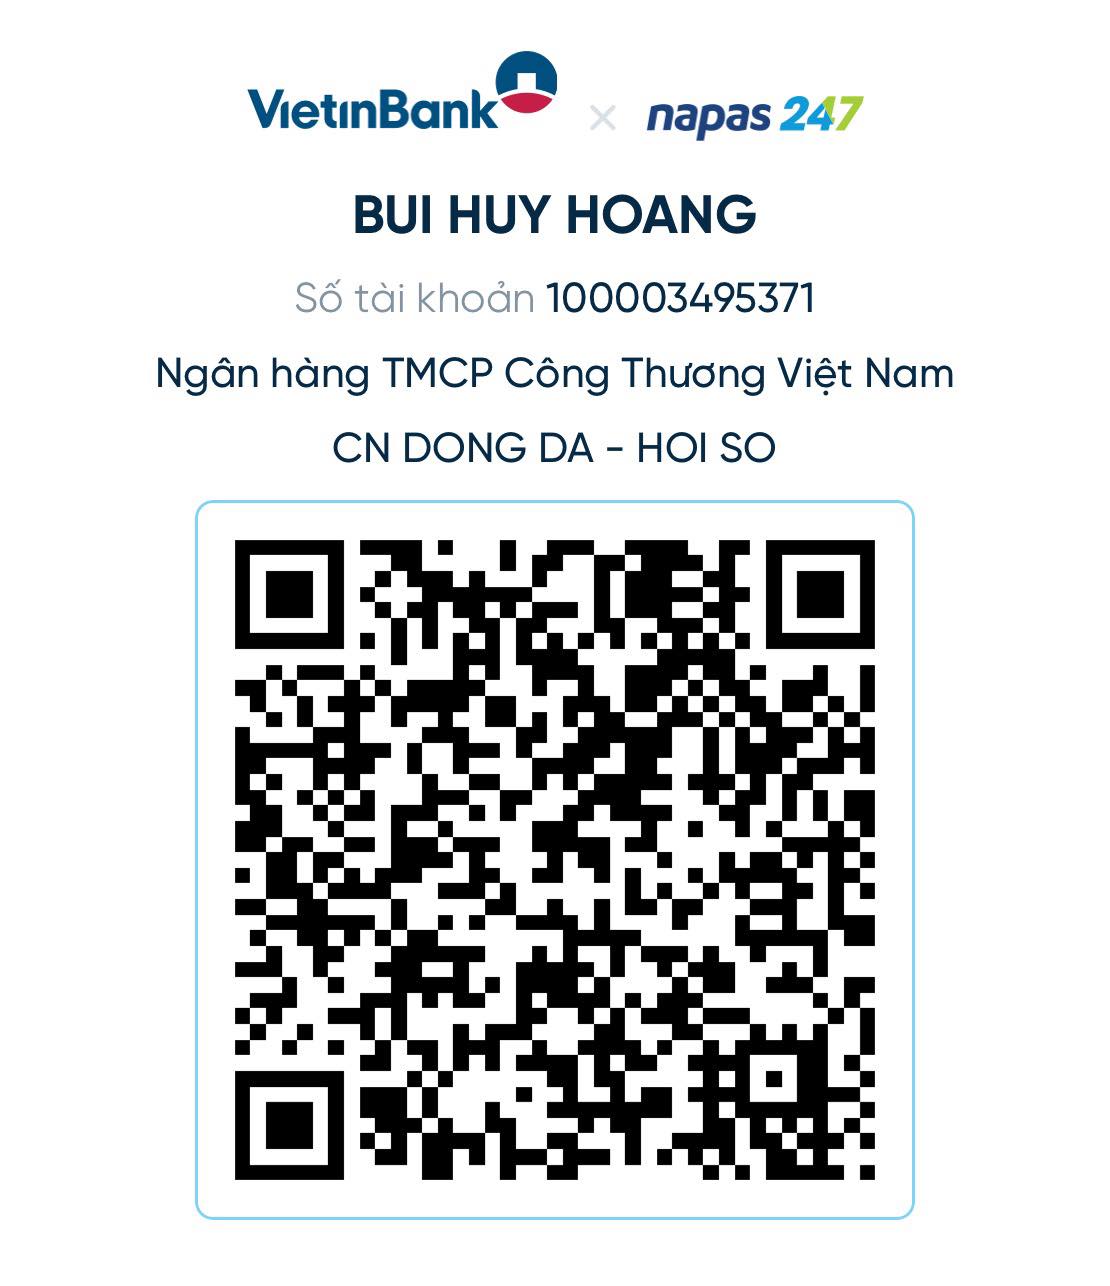 VietinBank × napas 247
BUI HUY HOANG
Số tài khoản 100003495371
Ngân hàng TMCP Công Thương Việt Nam
CN DONG DA - HOI SO